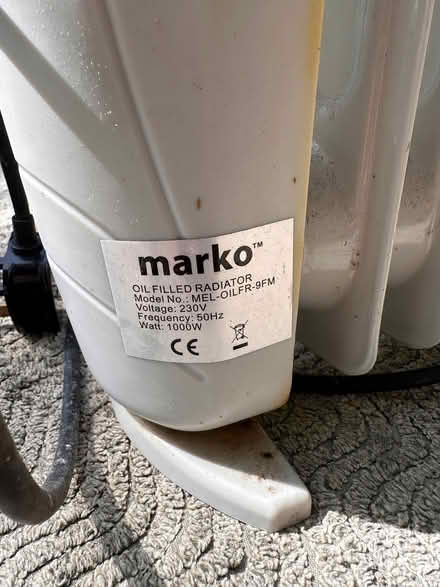 marko™
OIL FILLED RADIATOR
Model No.: MEL-OILFR-9FM
Voltage: 230V
Frequency: 50Hz
Watt: 1000W
CE